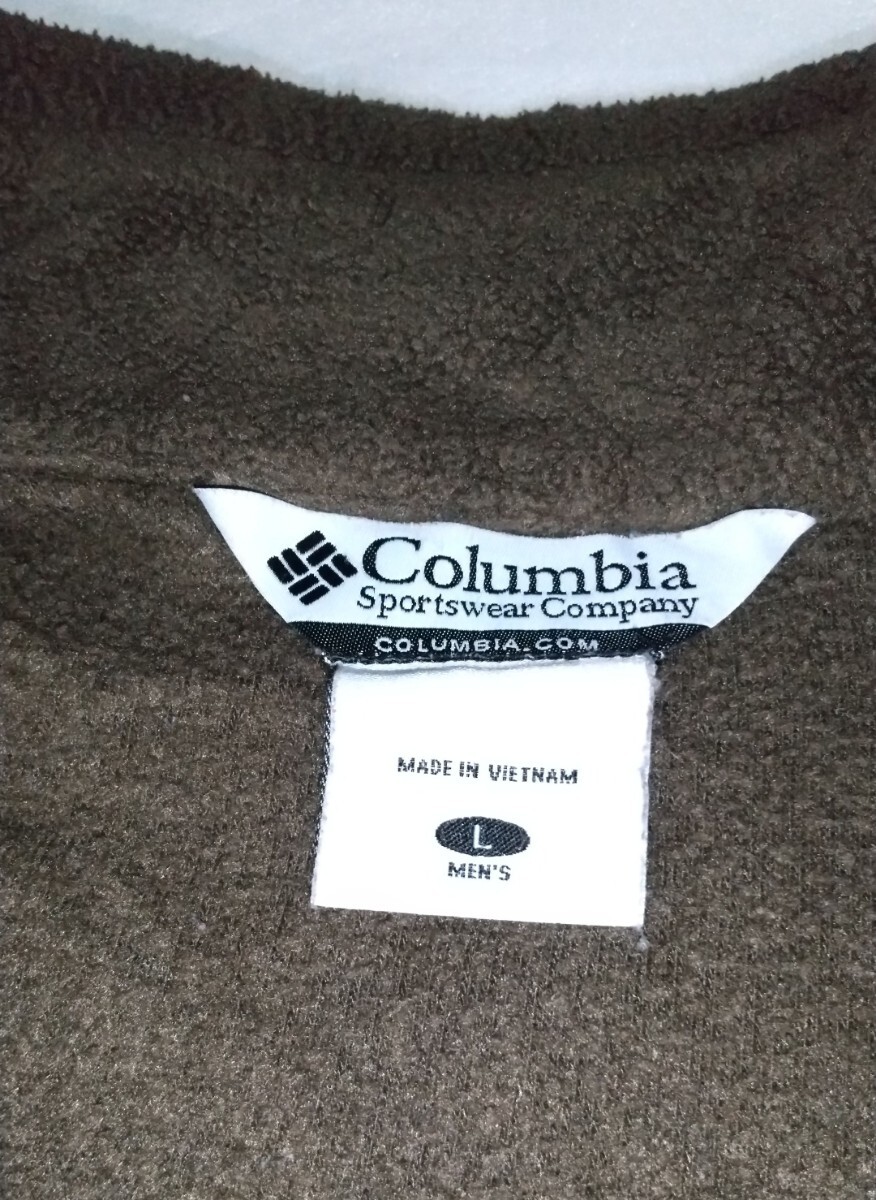 Columbia
Sportswear Company
COLUMBIA.COM
MADE IN VIETNAM
L
MEN'S